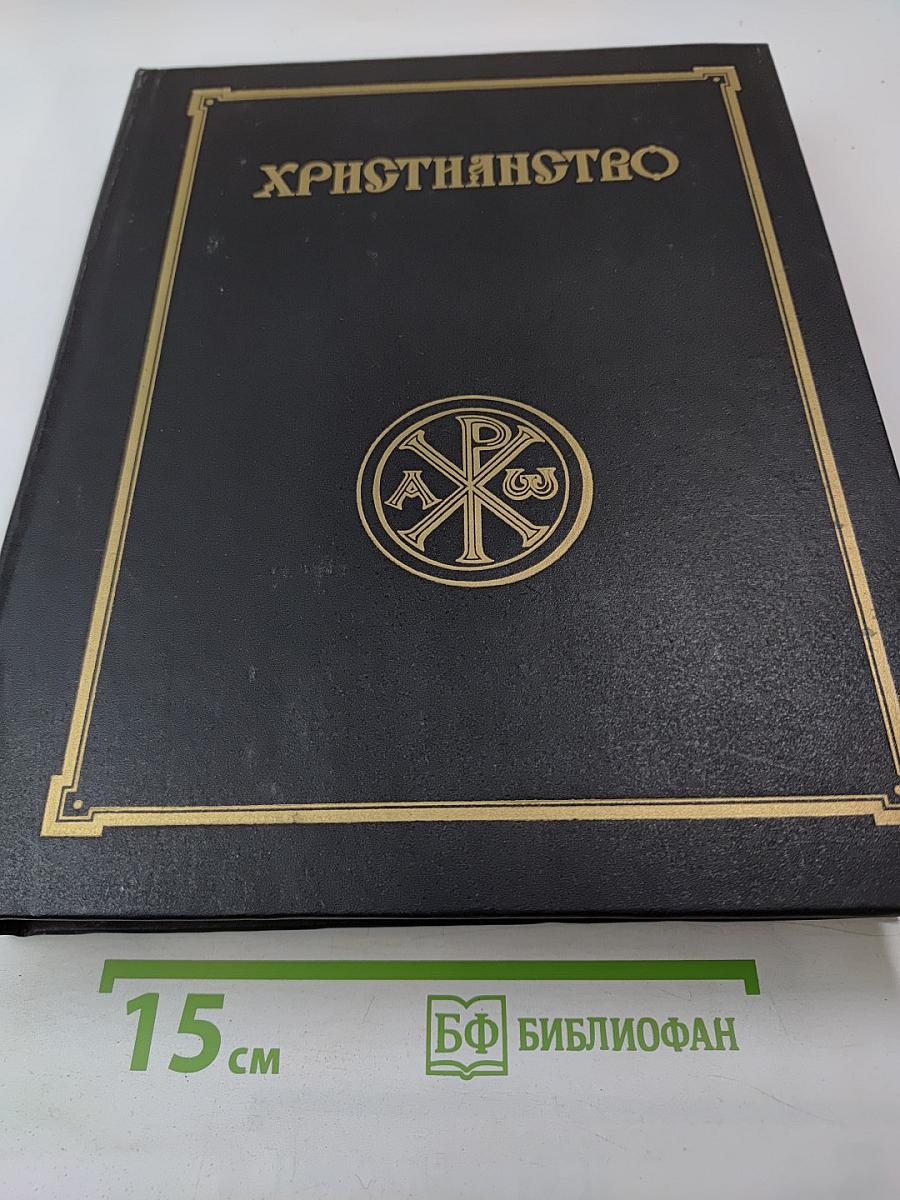 ХРИСТИАНСТВО
Р
А Ѡ
Х
15 см
БФ БИБЛИОФАН